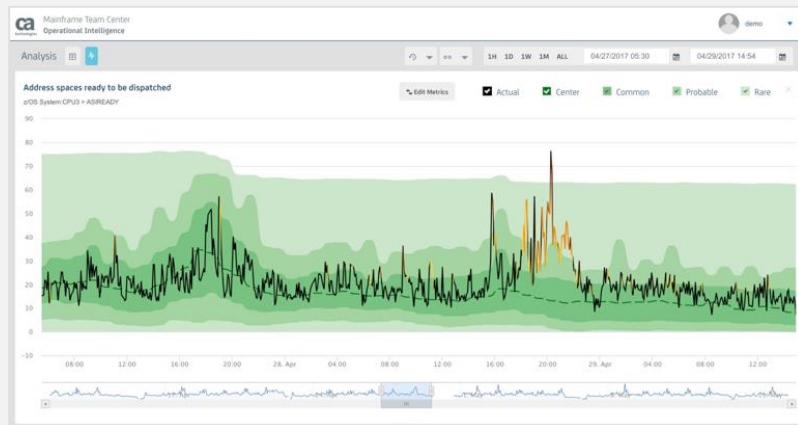 ca
technologies
Mainframe Team Center
Operational Intelligence
demo
Analysis
1H 1D 1W 1M ALL
04/27/2017 05:30
04/29/2017 14:54
Address spaces ready to be dispatched
z/OS System:CPU3 > ASIREADY
Edit Metrics
Actual
Center
Common
Probable
Rare
90
80
70
60
50
40
30
20
10
0
-10
08:00 12:00 16:00 20:00 28. Apr 04:00 08:00 12:00 16:00 20:00 29. Apr 04:00 08:00 12:00